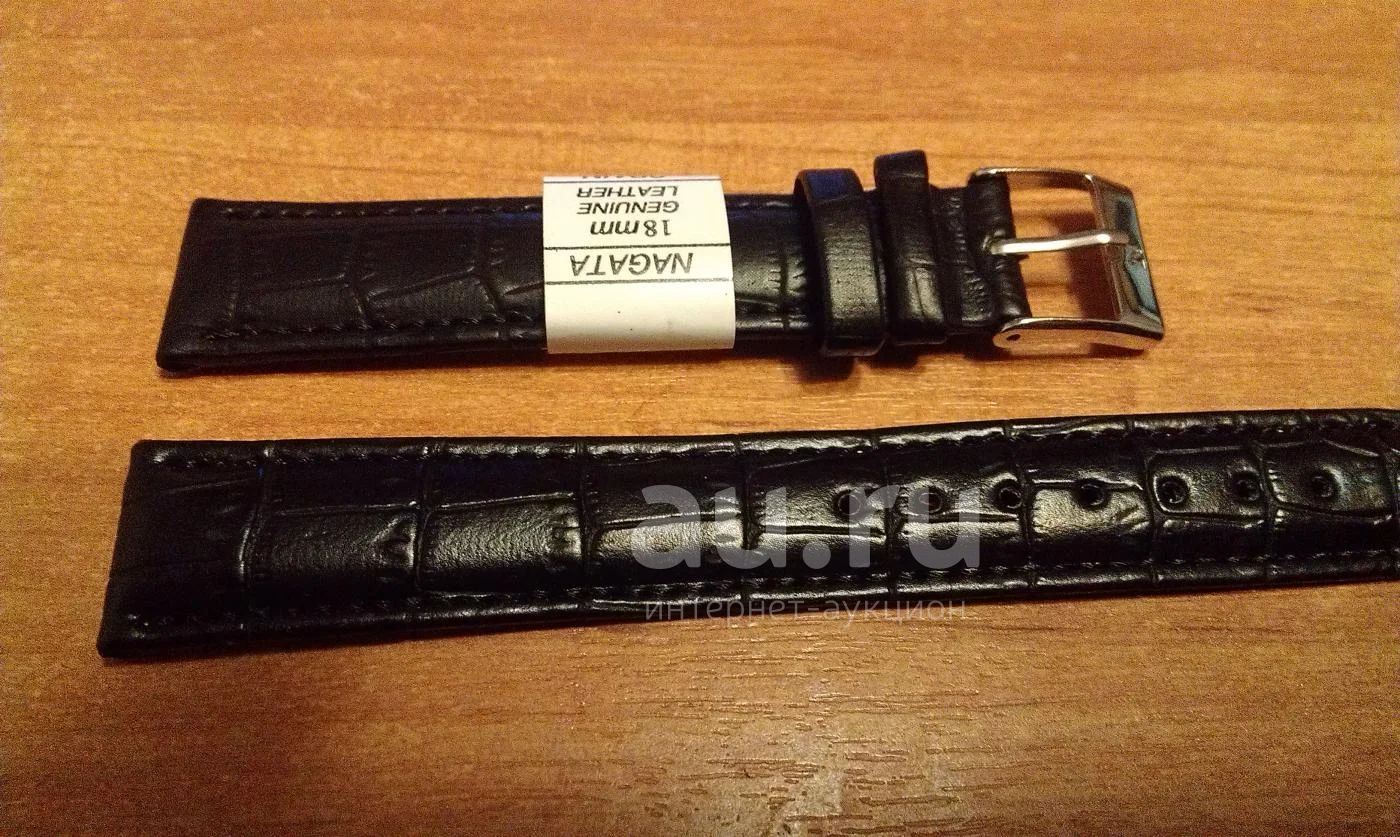 NAGATA
18mm
GENUINE
LEATHER
au.ru
интернет-аукцион